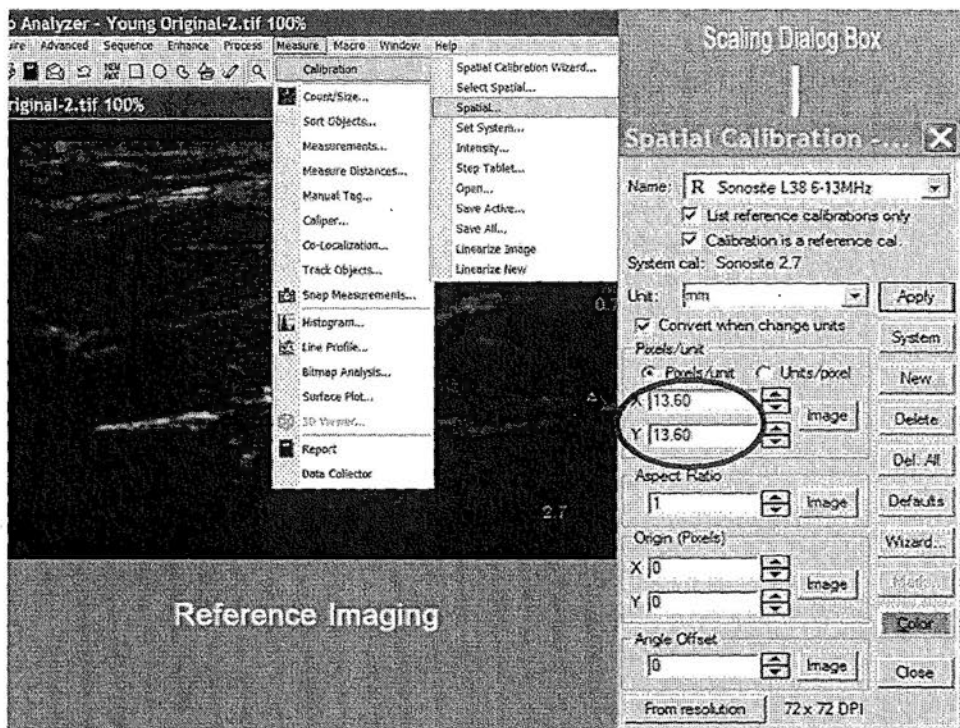 o Analyzer - Young Original-2.tif 100%
uire Advanced Sequence Enhance Process Measure Macro Window Help
riginal-2.tif 100%
Calibration
Count/Size...
Sort Objects...
Measurements...
Measure Distances...
Manual Tag...
Caliper...
Co-Localization...
Track Objects...
Snap Measurements...
Histogram...
Line Profile...
Bitmap Analysis...
Surface Plot...
3D Viewer...
Report
Data Collector
Spatial Calibration Wizard...
Select Spatial...
Spatial...
Set System...
Intensity...
Step Tablet...
Open...
Save Active...
Save All...
Linearize Image
Linearize New
0.7
2.7
Reference Imaging
Scaling Dialog Box
Spatial Calibration -...
Name: R Sonosite L38 6-13MHz
List reference calibrations only
Calibration is a reference cal.
System cal: Sonosite 2.7
Unit: mm Apply
Convert when change units System
Pixels/unit
Pixels/unit Units/pixel New
X 13.60 Image Delete
Y 13.60
Del. All
Aspect Ratio
1 Image Defaults
Origin (Pixels) Wizard...
X 0 Image
Y 0 Color
Angle Offset
0 Image Close
From resolution 72 x 72 DPI